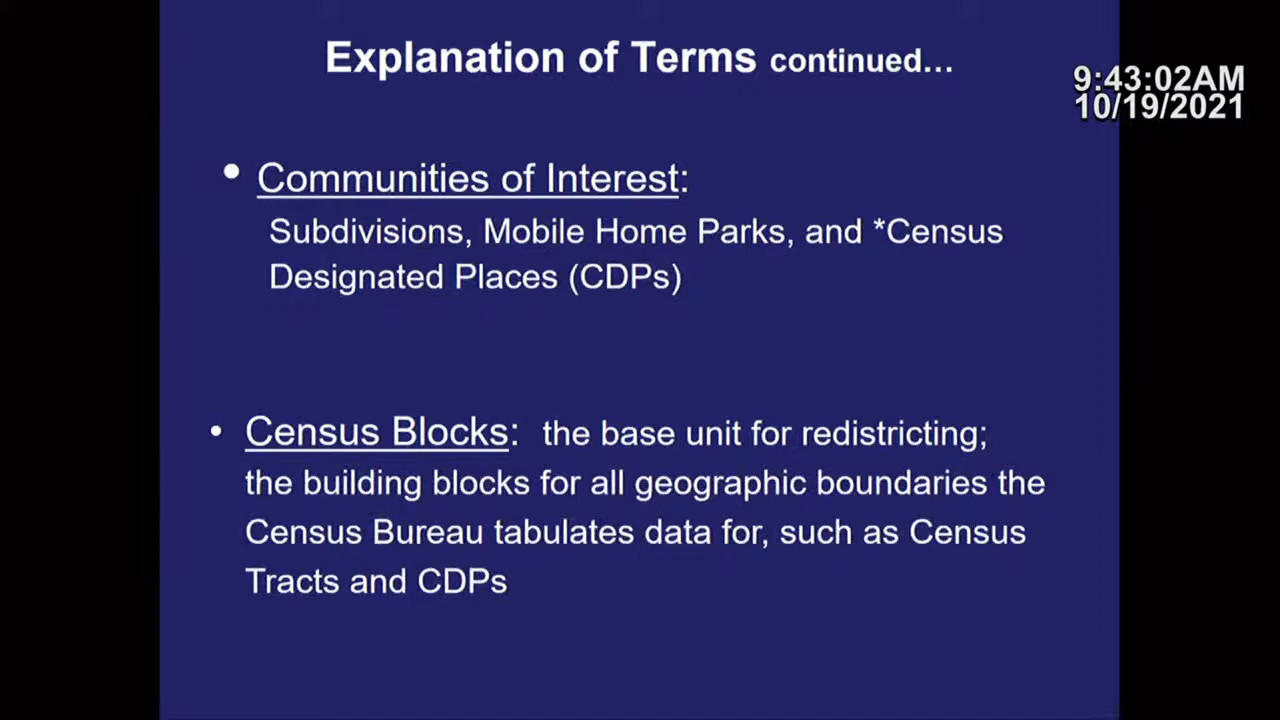 Explanation of Terms continued...
9:43:02AM
10/19/2021
• Communities of Interest:
Subdivisions, Mobile Home Parks, and *Census
Designated Places (CDPs)
• Census Blocks: the base unit for redistricting;
the building blocks for all geographic boundaries the
Census Bureau tabulates data for, such as Census
Tracts and CDPs